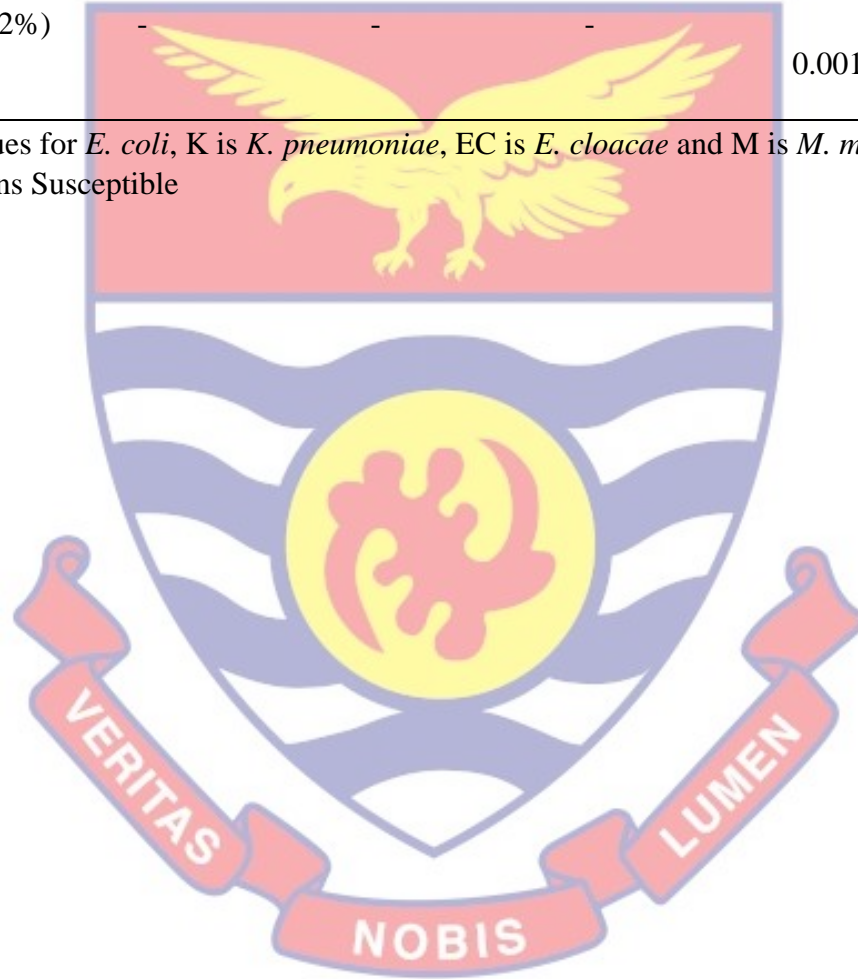 2%) - - -
0.001
ues for E. coli, K is K. pneumoniae, EC is E. cloacae and M is M. m
ns Susceptible
VERITAS
NOBIS
LUMEN